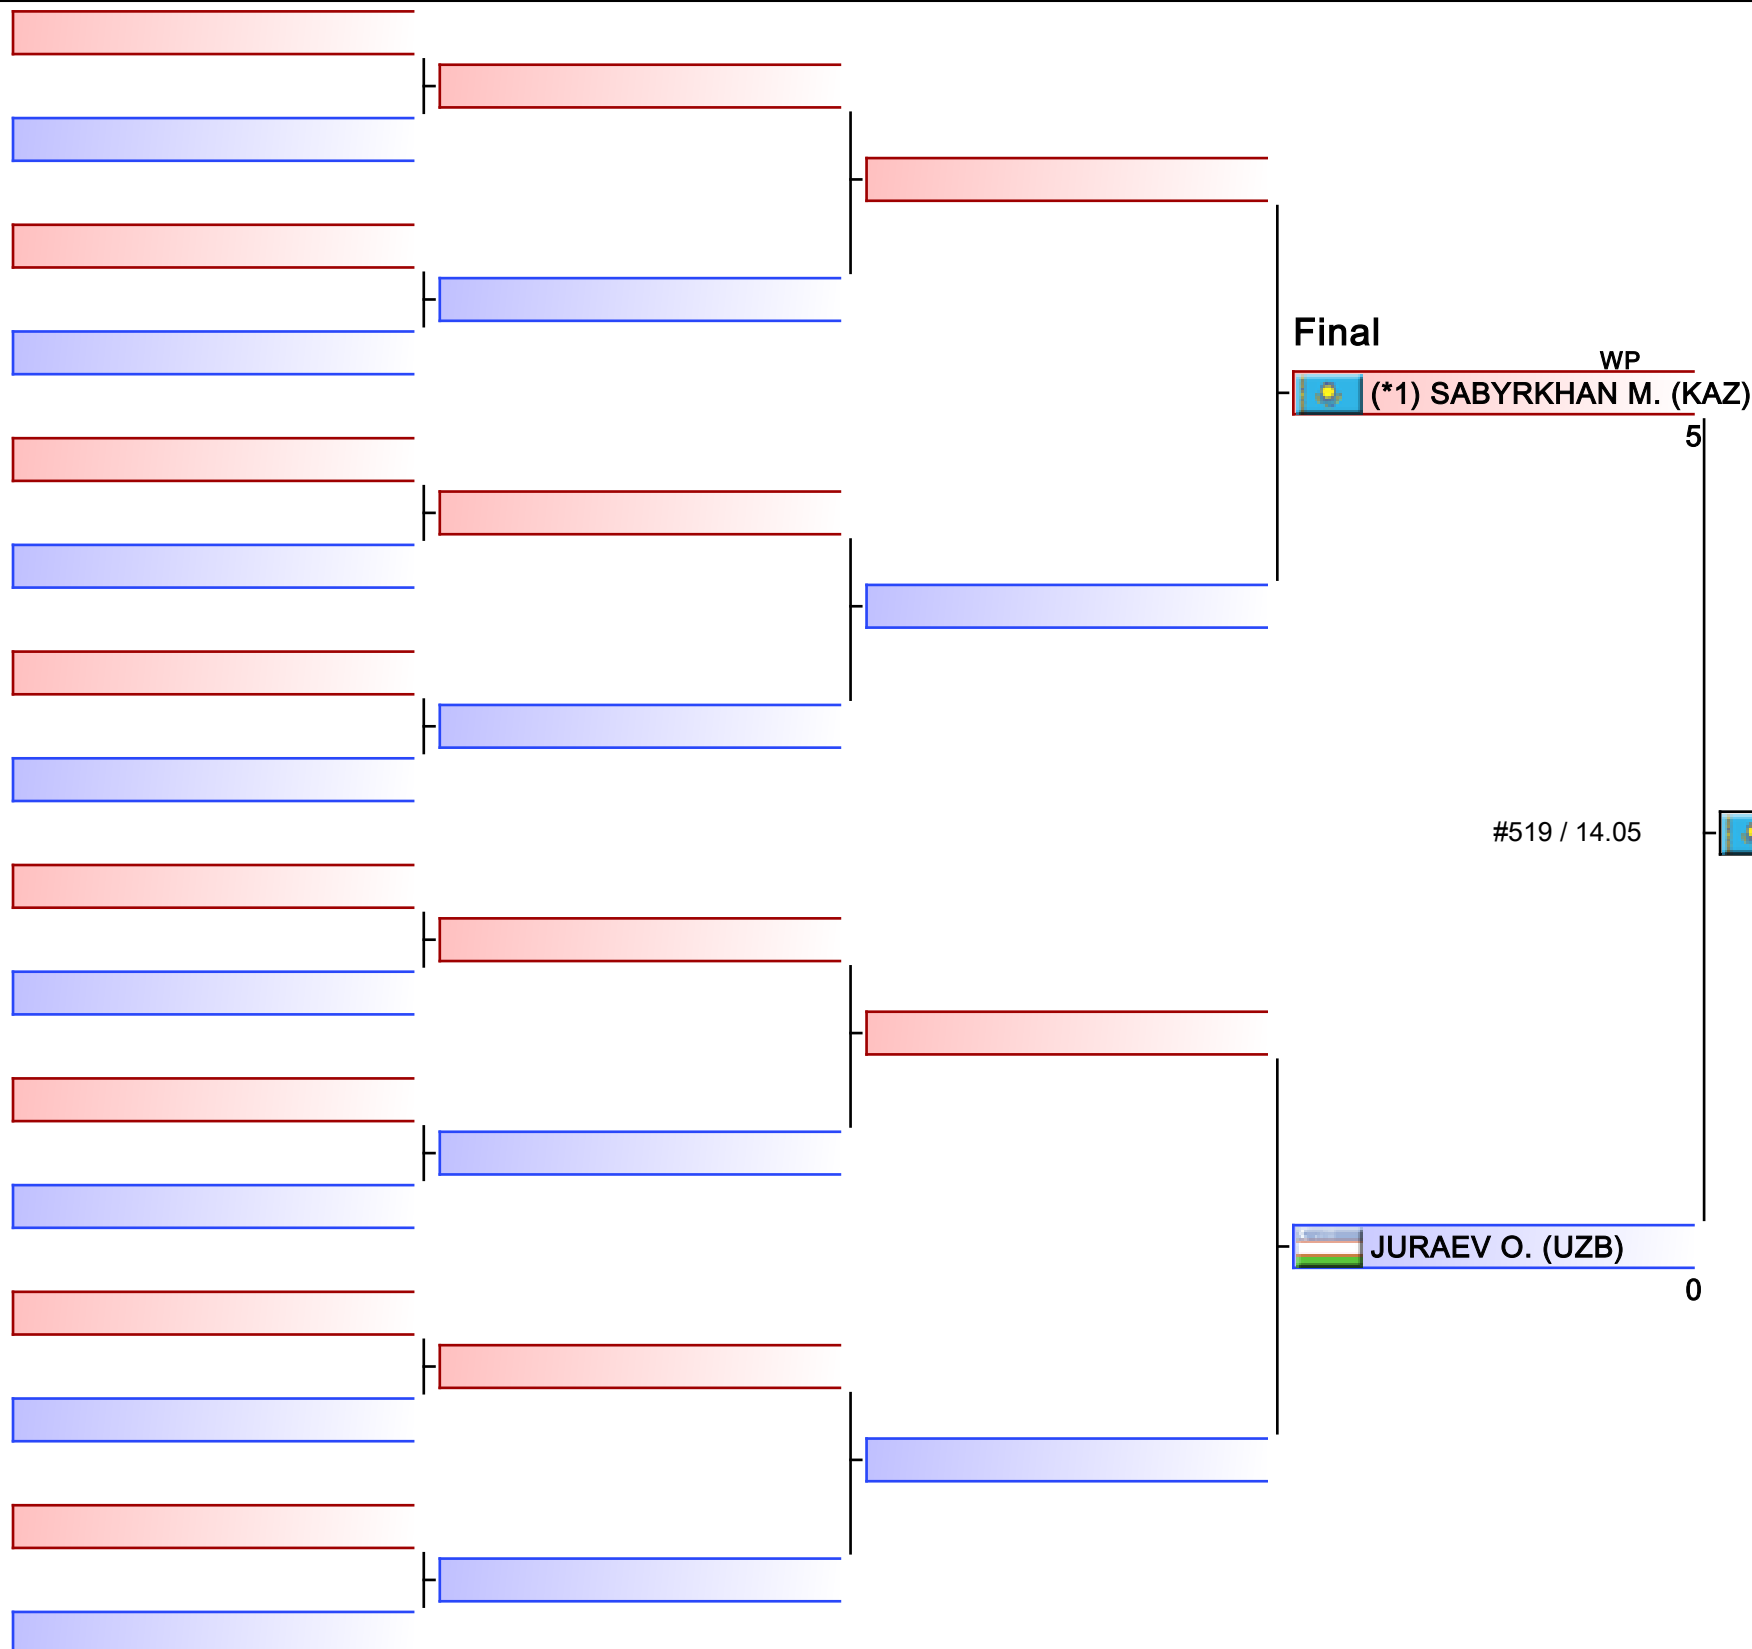 Final
WP
(*1) SABYRKHAN M. (KAZ)
5
#519 / 14.05
JURAEV O. (UZB)
0